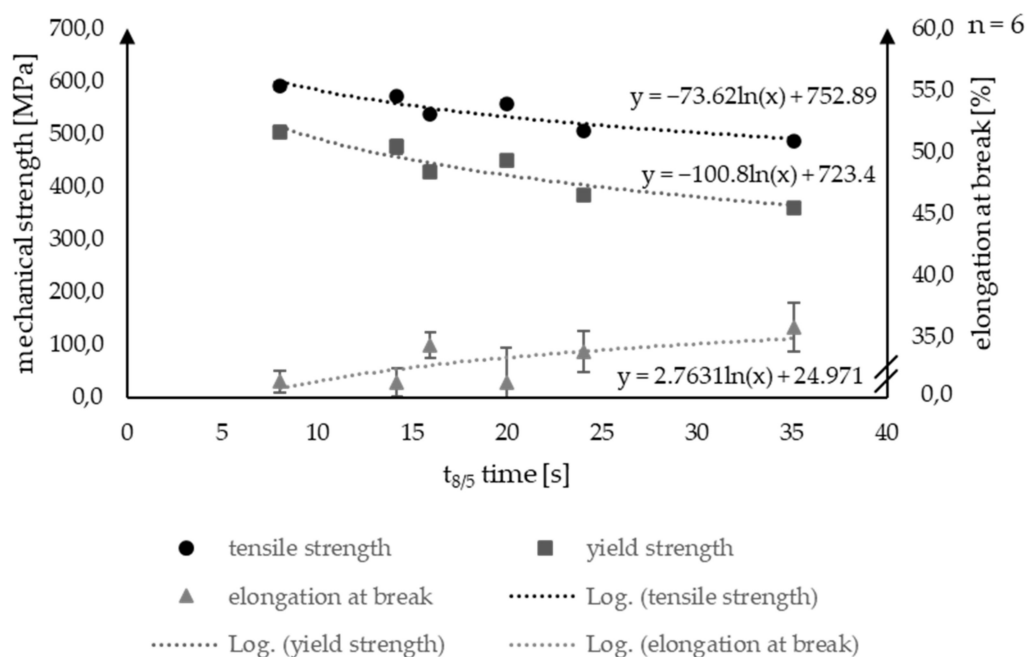 700,0
600,0
500,0
400,0
300,0
200,0
100,0
0,0
mechanical strength [MPa]
60,0
55,0
50,0
45,0
40,0
35,0
0,0
n = 6
elongation at break [%]
y = −73.62ln(x) + 752.89
y = −100.8ln(x) + 723.4
y = 2.7631ln(x) + 24.971
0 5 10 15 20 25 30 35 40
t8/5 time [s]
tensile strength
yield strength
elongation at break
Log. (tensile strength)
Log. (yield strength)
Log. (elongation at break)